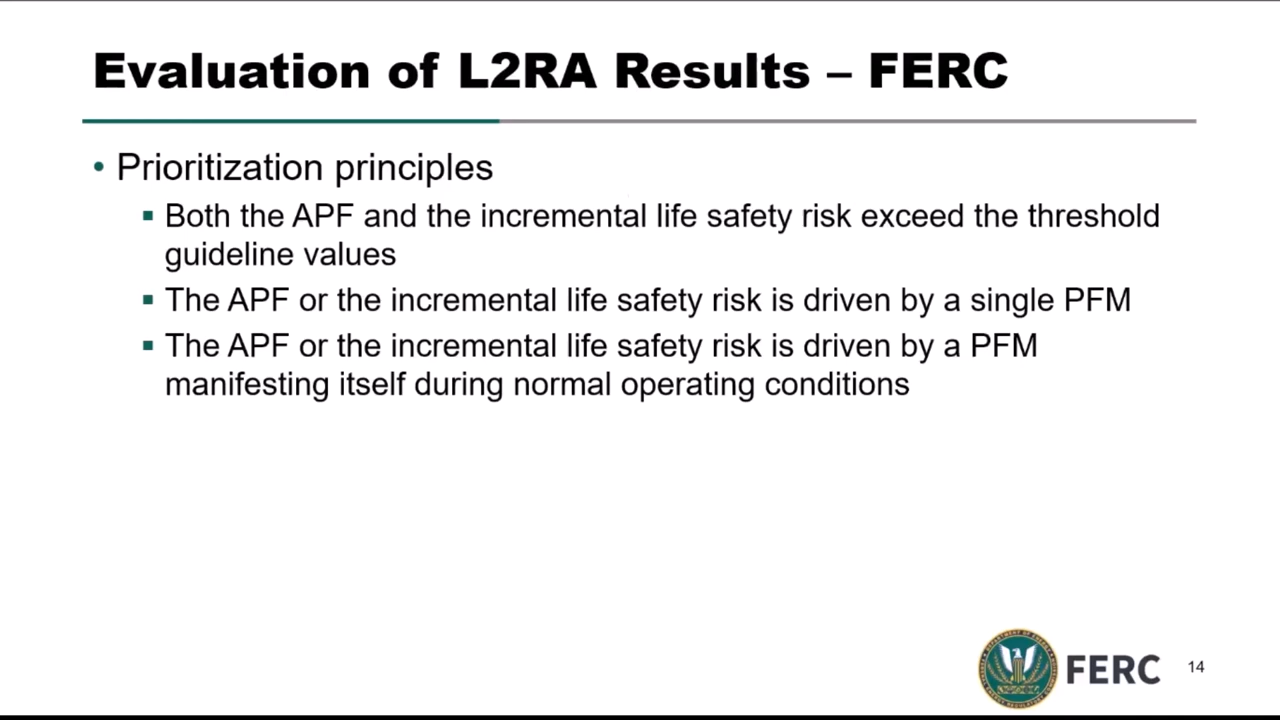 Evaluation of L2RA Results – FERC
• Prioritization principles
▪ Both the APF and the incremental life safety risk exceed the threshold
guideline values
▪ The APF or the incremental life safety risk is driven by a single PFM
▪ The APF or the incremental life safety risk is driven by a PFM
manifesting itself during normal operating conditions
FERC
14